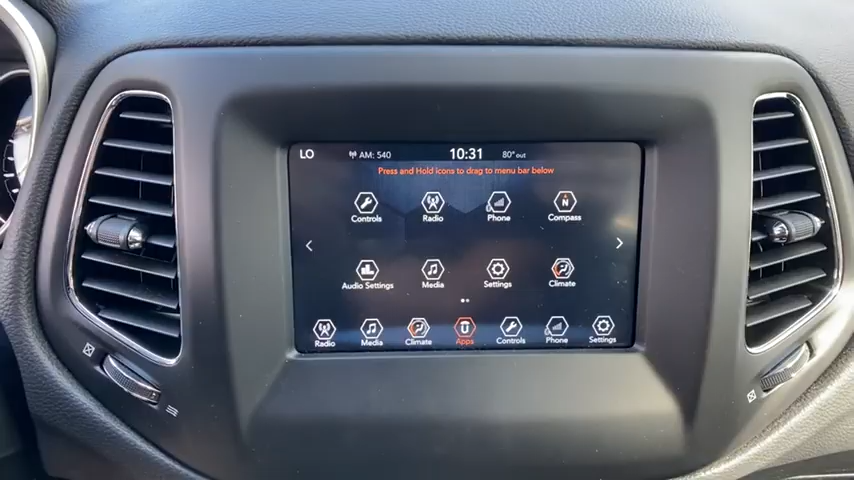 LO AM: 540 10:31 80° out
Press and Hold icons to drag to menu bar below
Controls Radio Phone N Compass
Audio Settings Media Settings Climate
Radio Media Climate Apps Controls Phone Settings